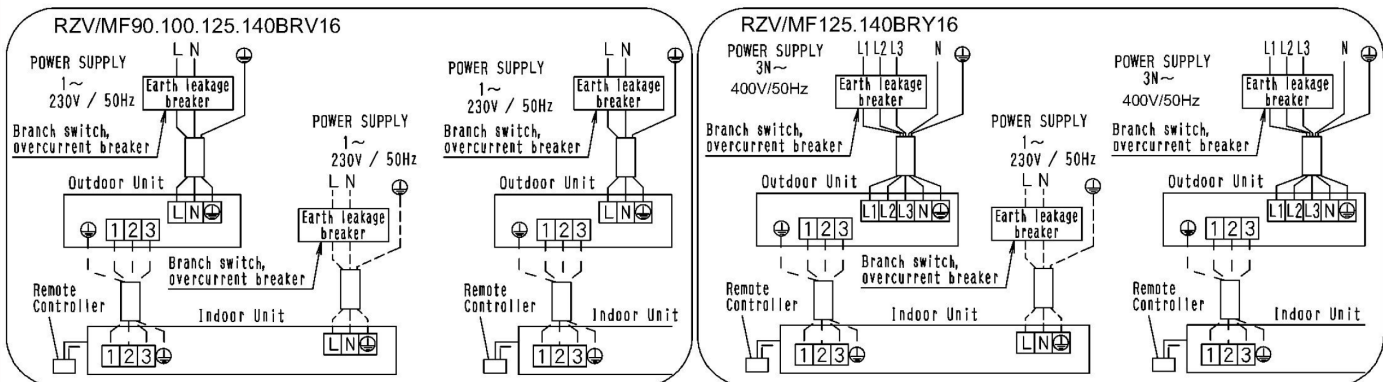 RZV/MF90.100.125.140BRV16
L N
POWER SUPPLY
1~
230V / 50Hz
Earth leakage
breaker
Branch switch,
overcurrent breaker
Outdoor Unit
L N
1 2 3
POWER SUPPLY
1~
230V / 50Hz
L N
Earth leakage
breaker
Branch switch,
overcurrent breaker
Remote
Controller
Indoor Unit
1 2 3
L N
L N
POWER SUPPLY
1~
230V / 50Hz
Earth leakage
breaker
Branch switch,
overcurrent breaker
Outdoor Unit
L N
1 2 3
Remote
Controller
Indoor Unit
1 2 3
RZV/MF125.140BRY16
L1 L2 L3 N
POWER SUPPLY
3N~
400V/50Hz
Earth leakage
breaker
Branch switch,
overcurrent breaker
Outdoor Unit
L1 L2 L3 N
1 2 3
POWER SUPPLY
1~
230V / 50Hz
L N
Earth leakage
breaker
Branch switch,
overcurrent breaker
Remote
Controller
Indoor Unit
1 2 3
L N
L1 L2 L3 N
POWER SUPPLY
3N~
400V/50Hz
Earth leakage
breaker
Branch switch,
overcurrent breaker
Outdoor Unit
L1 L2 L3 N
1 2 3
Remote
Controller
Indoor Unit
1 2 3